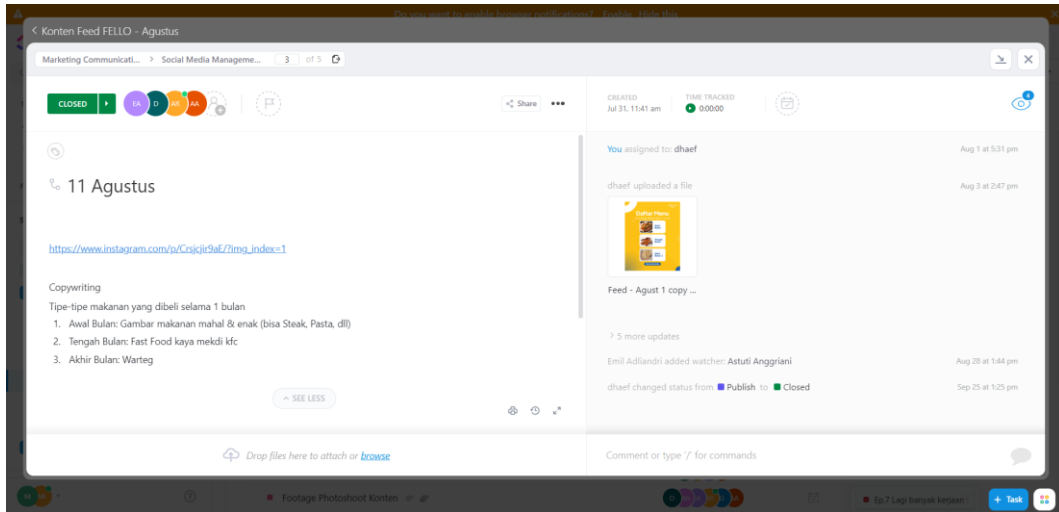 Do you want to enable browser notifications? Enable Hide this
Konten Feed FELLO - Agustus
Marketing Communicati... > Social Media Manageme... 3 of 5
CLOSED
EA D AK AA
Share
CREATED
Jul 31, 11:41 am
TIME TRACKED
0:00:00
4
11 Agustus
https://www.instagram.com/p/Crsjcjir9aE/?img_index=1
Copywriting
Tipe-tipe makanan yang dibeli selama 1 bulan
1. Awal Bulan: Gambar makanan mahal & enak (bisa Steak, Pasta, dll)
2. Tengah Bulan: Fast Food kaya mekdi kfc
3. Akhir Bulan: Warteg
SEE LESS
Drop files here to attach or browse
You assigned to: dhaef Aug 1 at 5:31 pm
dhaef uploaded a file Aug 3 at 2:47 pm
Daftar Menu
Feed - Agust 1 copy ...
> 5 more updates
Emil Adliandri added watcher: Astuti Anggriani Aug 28 at 1:44 pm
dhaef changed status from Publish to Closed Sep 25 at 1:25 pm
Comment or type '/' for commands
Footage Photoshoot Konten
Ep.7 Lagi banyak kerjaan
+ Task